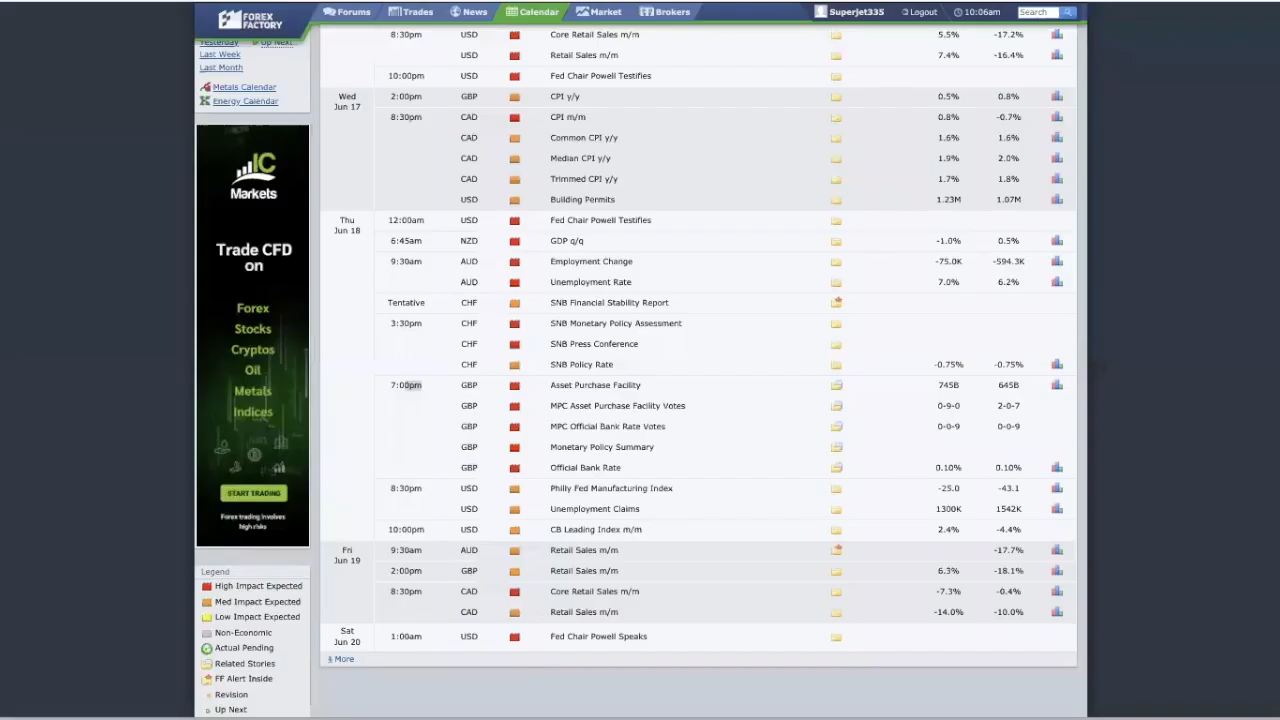 FOREX FACTORY
Forums
Trades
News
Calendar
Market
Brokers
Superjet335
Logout
10:06am
Search
Yesterday
Up Next
Last Week
Last Month
Metals Calendar
Energy Calendar
IC
Markets
Trade CFD
on
Forex
Stocks
Cryptos
Oil
Metals
Indices
START TRADING
Forex trading involves
high risks
Legend
High Impact Expected
Med Impact Expected
Low Impact Expected
Non-Economic
Actual Pending
Related Stories
FF Alert Inside
Revision
Up Next
8:30pm USD Core Retail Sales m/m 5.5% -17.2%
USD Retail Sales m/m 7.4% -16.4%
10:00pm USD Fed Chair Powell Testifies
Wed
Jun 17
2:00pm GBP CPI y/y 0.5% 0.8%
8:30pm CAD CPI m/m 0.8% -0.7%
CAD Common CPI y/y 1.6% 1.6%
CAD Median CPI y/y 1.9% 2.0%
CAD Trimmed CPI y/y 1.7% 1.8%
USD Building Permits 1.23M 1.07M
Thu
Jun 18
12:00am USD Fed Chair Powell Testifies
6:45am NZD GDP q/q -1.0% 0.5%
9:30am AUD Employment Change -75.0K -594.3K
AUD Unemployment Rate 7.0% 6.2%
Tentative CHF SNB Financial Stability Report
3:30pm CHF SNB Monetary Policy Assessment
CHF SNB Press Conference
CHF SNB Policy Rate -0.75% -0.75%
7:00pm GBP Asset Purchase Facility 745B 645B
GBP MPC Asset Purchase Facility Votes 0-9-0 2-0-7
GBP MPC Official Bank Rate Votes 0-0-9 0-0-9
GBP Monetary Policy Summary
GBP Official Bank Rate 0.10% 0.10%
8:30pm USD Philly Fed Manufacturing Index -25.0 -43.1
USD Unemployment Claims 1300K 1542K
10:00pm USD CB Leading Index m/m 2.4% -4.4%
Fri
Jun 19
9:30am AUD Retail Sales m/m -17.7%
2:00pm GBP Retail Sales m/m 6.3% -18.1%
8:30pm CAD Core Retail Sales m/m -7.3% -0.4%
CAD Retail Sales m/m -14.0% -10.0%
Sat
Jun 20
1:00am USD Fed Chair Powell Speaks
More